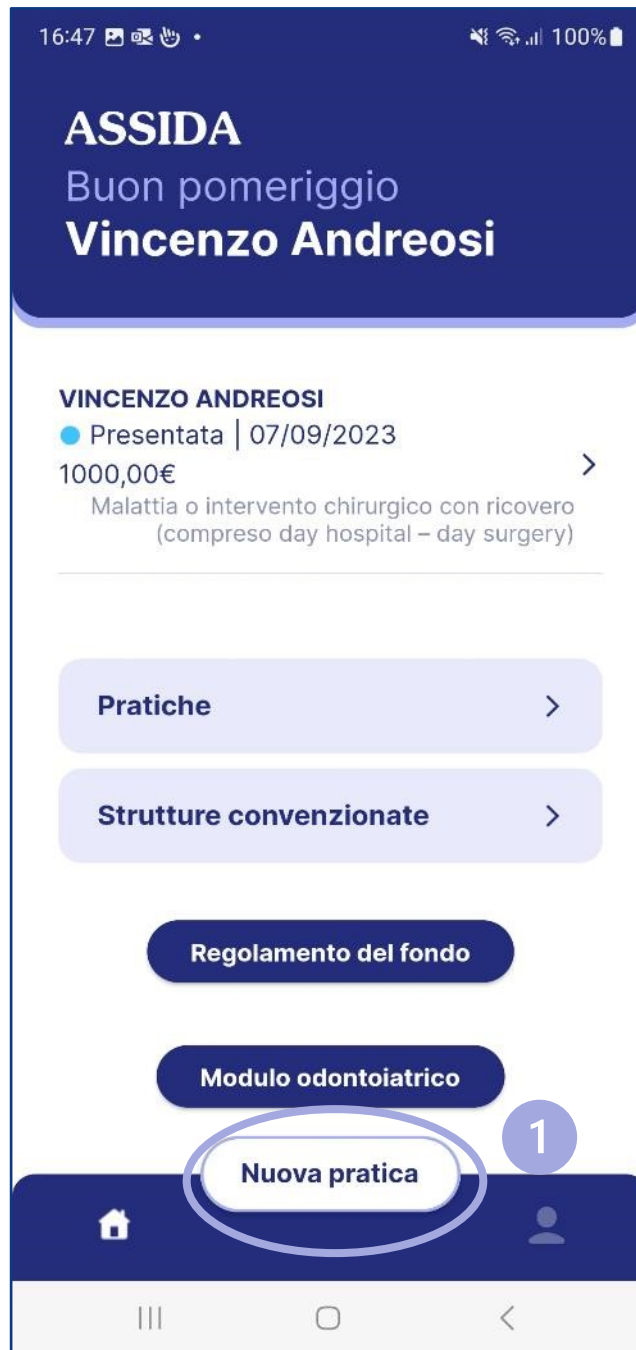 16:47 100%
ASSIDA
Buon pomeriggio
Vincenzo Andreosi
VINCENZO ANDREOSI
Presentata | 07/09/2023
1000,00€
Malattia o intervento chirurgico con ricovero
(compreso day hospital – day surgery)
Pratiche
Strutture convenzionate
Regolamento del fondo
Modulo odontoiatrico
1
Nuova pratica